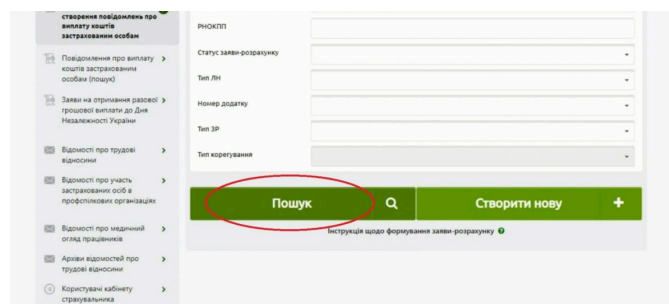 створення повідомлень про
виплату коштів
застрахованим особам
Повідомлення про виплату
коштів застрахованим
особам (пошук)
Заяви на отримання разової
грошової виплати до Дня
Незалежності України
Відомості про трудові
відносини
Відомості про участь
застрахованих осіб в
профспілкових організаціях
Відомості про медичний
огляд працівників
Архіви відомостей про
трудові відносини
Користувачі кабінету
страхувальника
РНОКПП
Статус заяви-розрахунку
Тип ЛН
Номер додатку
Тип ЗР
Тип корегування
Пошук
Створити нову +
Інструкція щодо формування заяви-розрахунку ?